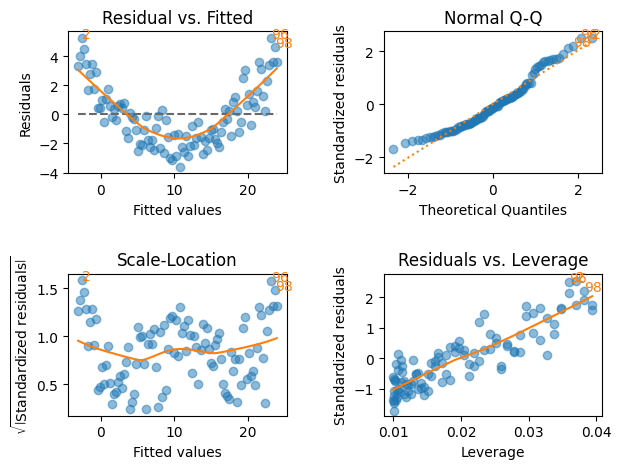 Residual vs. Fitted
2
98
Residuals
4
2
0
−2
−4
0
10
20
Fitted values
Normal Q-Q
2
0
−2
Standardized residuals
−2
0
2
Theoretical Quantiles
Scale-Location
2
98
√|Standardized residuals|
1.5
1.0
0.5
0
10
20
Fitted values
Residuals vs. Leverage
98
Standardized residuals
2
1
0
−1
0.01
0.02
0.03
0.04
Leverage